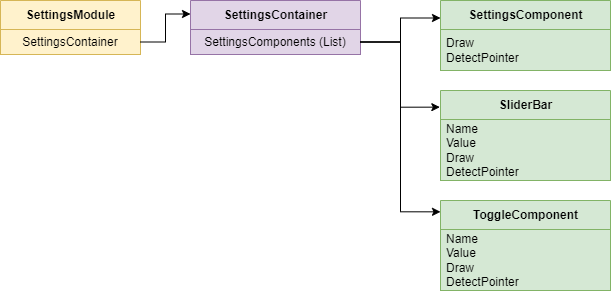 SettingsModule
SettingsContainer
SettingsContainer
SettingsComponents (List)
SettingsComponent
Draw
DetectPointer
SliderBar
Name
Value
Draw
DetectPointer
ToggleComponent
Name
Value
Draw
DetectPointer